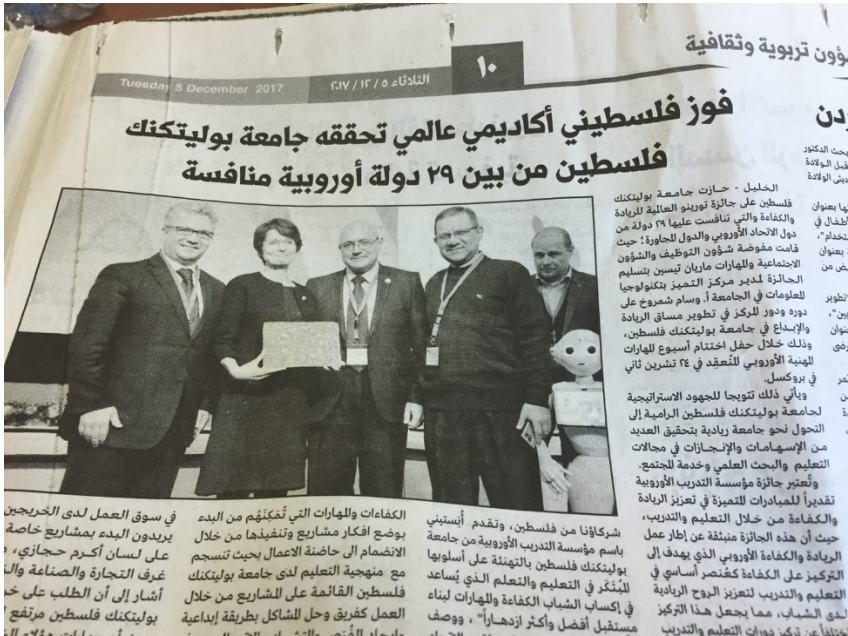 شؤون تربوية وثقافية
١٠
الثلاثاء ٥ / ١٢ / ٢٠١٧
Tuesday 5 December 2017
فوز فلسطيني أكاديمي عالمي تحققه جامعة بوليتكنك
فلسطين من بين ٢٩ دولة أوروبية منافسة
الخليل - حازت جامعة بوليتكنك
فلسطين على جائزة تورينو العالمية للريادة
والكفاءة والتي تنافست عليها ٢٩ دولة من
دول الاتحاد الأوروبي والدول المجاورة؛ حيث
قامت مفوضة شؤون التوظيف والشؤون
الاجتماعية والمهارات ماريان تيسين بتسليم
الجائزة لمدير مركز التميز بتكنولوجيا
المعلومات في الجامعة أ. وسام شمروخ على
دوره ودور المركز في تطوير مساق الريادة
والإبداع في جامعة بوليتكنك فلسطين،
وذلك خلال حفل اختتام أسبوع المهارات
المهنية الأوروبي المُنعقِد في ٢٤ تشرين ثاني
في بروكسل.
ويأتي ذلك تتويجا للجهود الاستراتيجية
لجامعة بوليتكنك فلسطين الرامية إلى
التحول نحو جامعة ريادية بتحقيق العديد
من الإسهامات والإنجازات في مجالات
التعليم والبحث العلمي وخدمة المجتمع.
وتُعتبر جائزة مؤسسة التدريب الأوروبية
تقديراً للمبادرات المتميزة في تعزيز الريادة
والكفاءة من خلال التعليم والتدريب،
حيث أن هذه الجائزة منبثقة عن إطار عمل
الريادة والكفاءة الأوروبي الذي يهدف إلى
التركيز على الكفاءة كعُنصر أساسي في
التعليم والتدريب لتعزيز الروح الريادية
لدى الشباب، مما يجعل هذا التركيز
عن تركيز دورات التعليم والتدريب
شركاؤنا من فلسطين، وتقدم أيستيني
باسم مؤسسة التدريب الأوروبية من جامعة
بوليتكنك فلسطين بالتهنئة على أسلوبها
المُبتَكر في التعليم والتعلم الذي يُساعد
في إكساب الشباب الكفاءة والمهارات لبناء
مستقبل أفضل وأكثر ازدهاراً"، ووصف
الكفاءات والمهارات التي تُمَكِنَهُم من البدء
بوضع افكار مشاريع وتنفيذها من خلال
الانضمام الى حاضنة الاعمال بحيث تنسجم
مع منهجية التعليم لدى جامعة بوليتكنك
فلسطين القائمة على المشاريع من خلال
العمل كفريق وحل المشاكل بطريقة إبداعية
في سوق العمل لدى الخريجين
يريدون البدء بمشاريع خاصة
على لسان أكرم حجازي،
غرف التجارة والصناعة
أشار إلى أن الطلب على
بوليتكنك فلسطين مرتفع